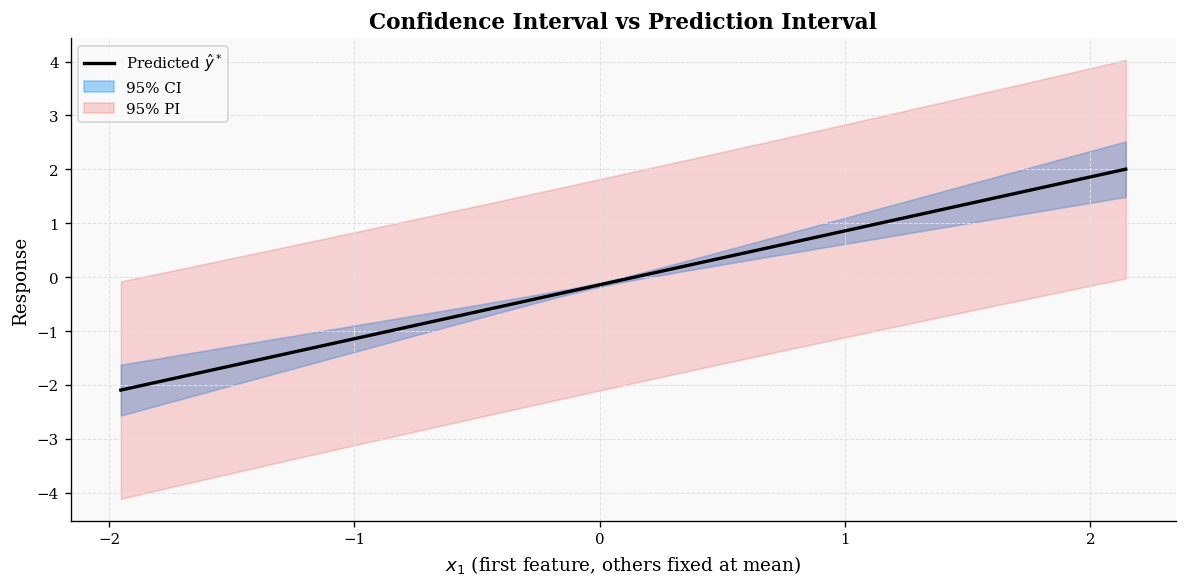 Confidence Interval vs Prediction Interval
Predicted ŷ*
95% CI
95% PI
4
3
2
1
0
−1
−2
−3
−4
Response
−2
−1
0
1
2
x₁ (first feature, others fixed at mean)